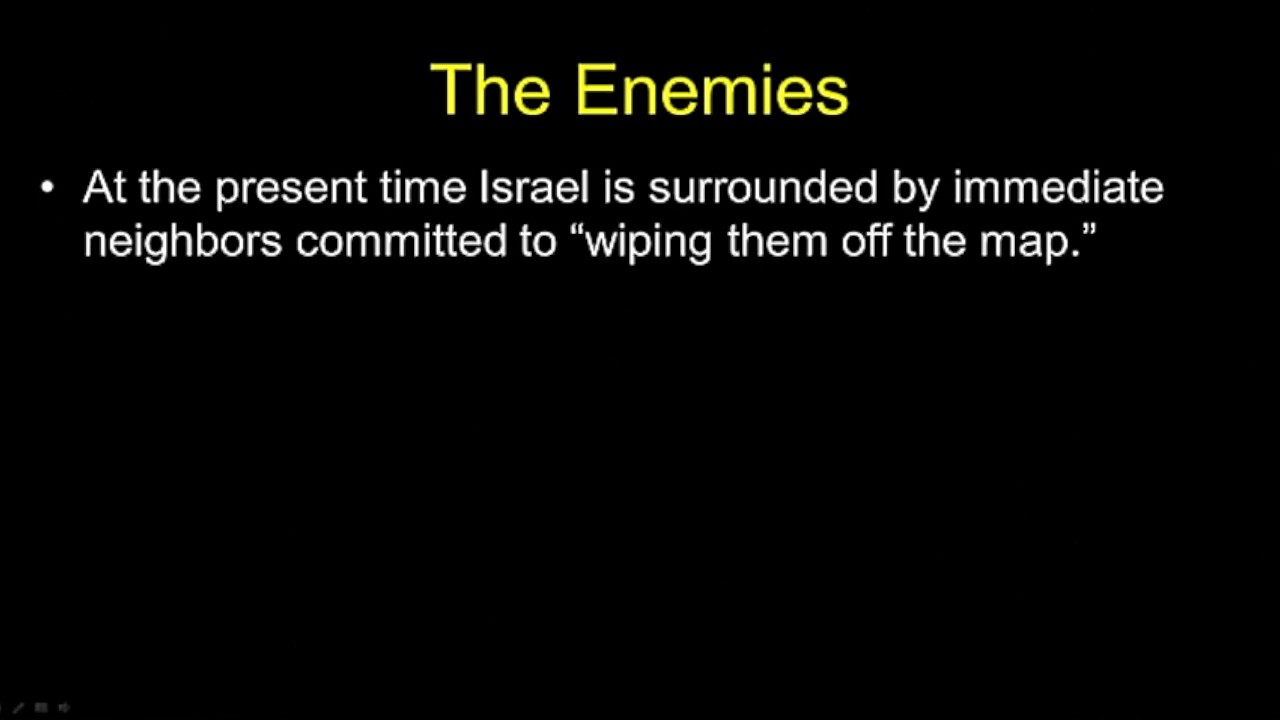 The Enemies
• At the present time Israel is surrounded by immediate
neighbors committed to “wiping them off the map.”